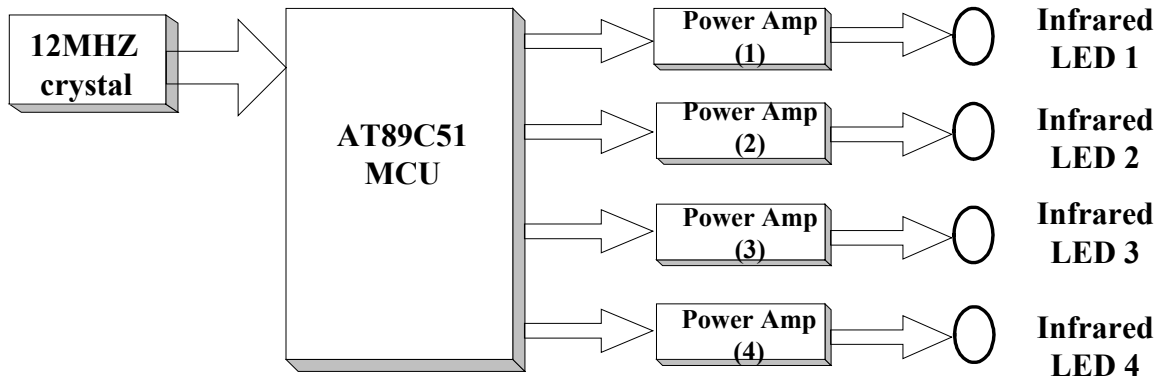 12MHZ
crystal
AT89C51
MCU
Power Amp
(1)
Infrared
LED 1
Power Amp
(2)
Infrared
LED 2
Power Amp
(3)
Infrared
LED 3
Power Amp
(4)
Infrared
LED 4